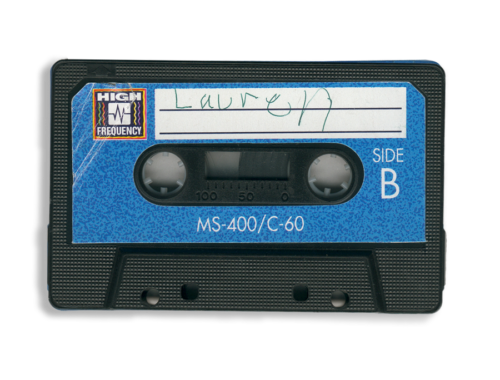 HIGH
FREQUENCY
Lauren
SIDE
B
100 50 0
MS-400/C-60